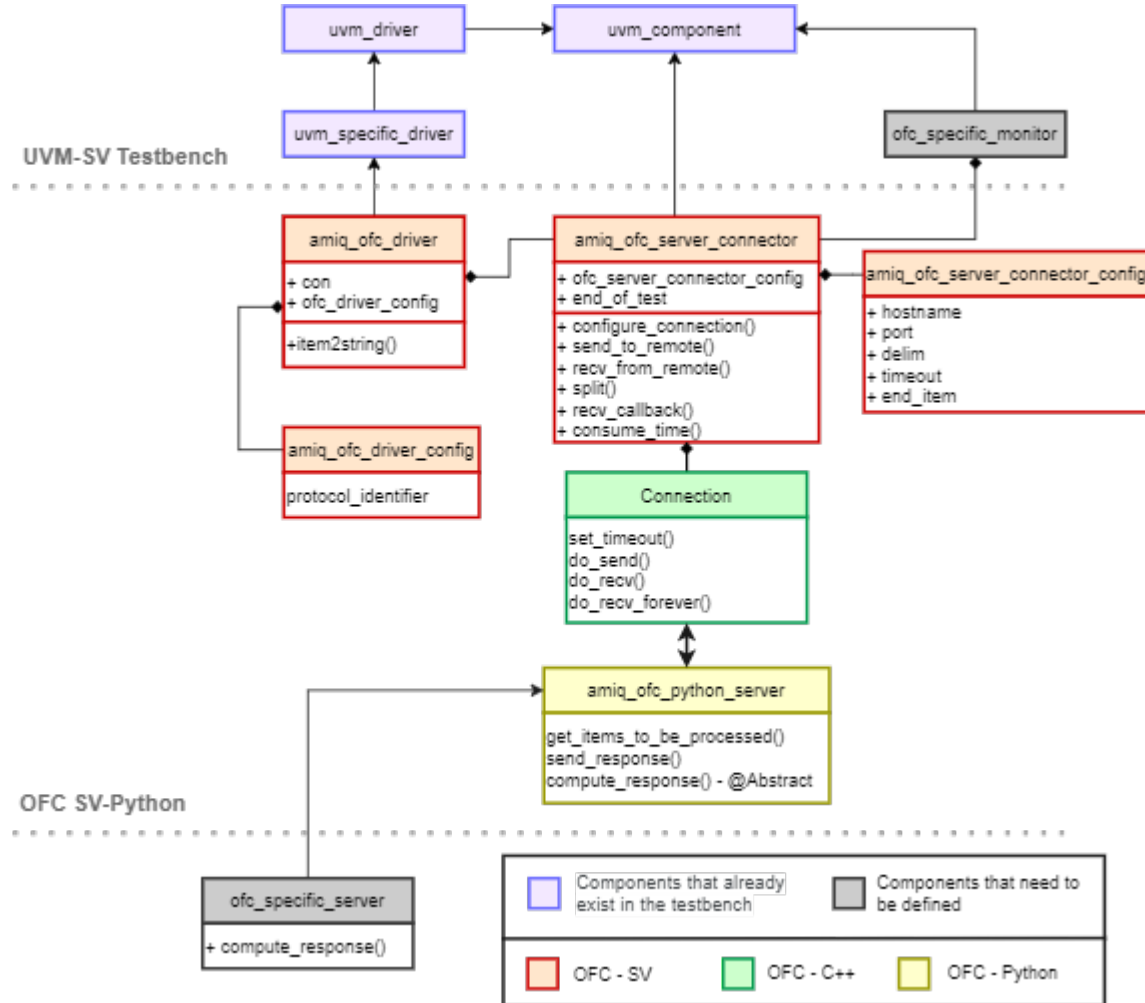 uvm_driver
uvm_component
uvm_specific_driver
ofc_specific_monitor
UVM-SV Testbench
amiq_ofc_driver
+ con
+ ofc_driver_config
+item2string()
amiq_ofc_server_connector
+ ofc_server_connector_config
+ end_of_test
+ configure_connection()
+ send_to_remote()
+ recv_from_remote()
+ split()
+ recv_callback()
+ consume_time()
amiq_ofc_server_connector_config
+ hostname
+ port
+ delim
+ timeout
+ end_item
amiq_ofc_driver_config
protocol_identifier
Connection
set_timeout()
do_send()
do_recv()
do_recv_forever()
amiq_ofc_python_server
get_items_to_be_processed()
send_response()
compute_response() - @Abstract
OFC SV-Python
ofc_specific_server
+ compute_response()
Components that already
exist in the testbench
Components that need to
be defined
OFC - SV
OFC - C++
OFC - Python